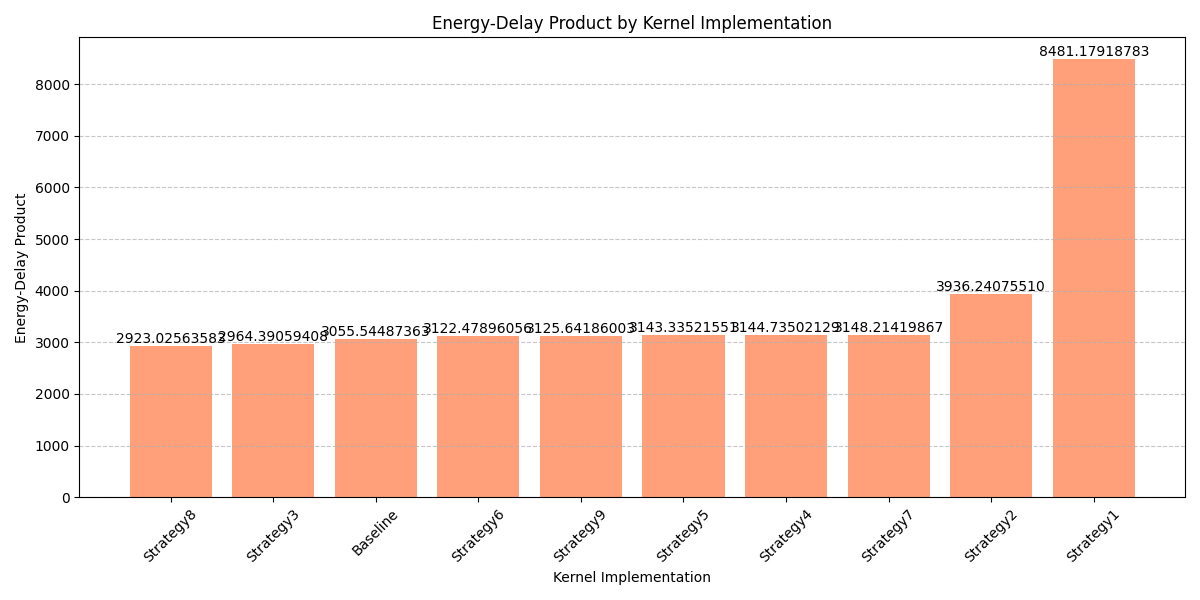 Energy-Delay Product by Kernel Implementation
8481.17918783
3936.24075510
2923.02563583
2964.39059408
3055.54487363
3122.47896056
3125.64186003
3143.33521551
3144.73502129
3148.21419867
Energy-Delay Product
8000
7000
6000
5000
4000
3000
2000
1000
0
Strategy8
Strategy3
Baseline
Strategy6
Strategy9
Strategy5
Strategy4
Strategy7
Strategy2
Strategy1
Kernel Implementation